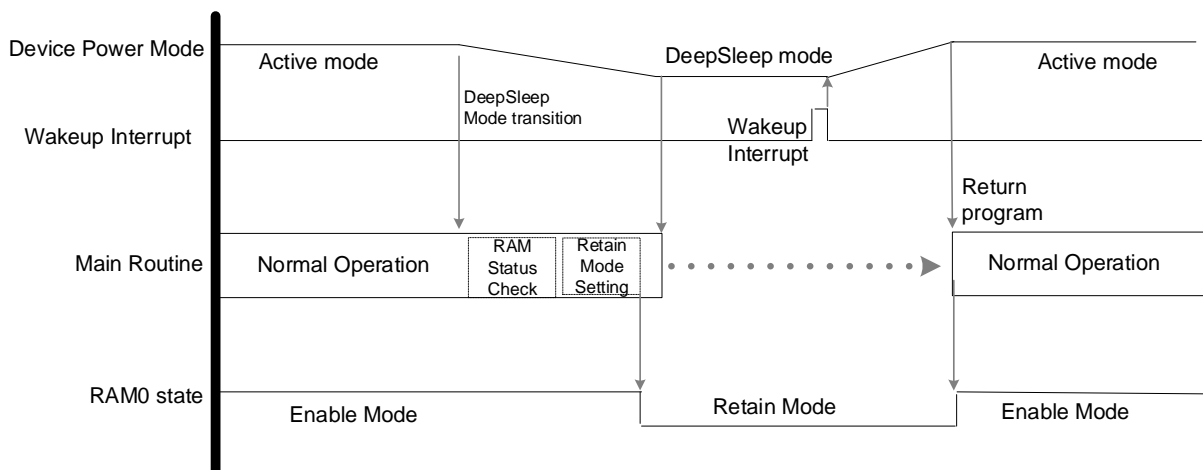 Device Power Mode
Active mode
DeepSleep mode
Active mode
DeepSleep
Mode transition
Wakeup Interrupt
Wakeup
Interrupt
Return
program
Main Routine
Normal Operation
RAM
Status
Check
Retain
Mode
Setting
Normal Operation
RAM0 state
Enable Mode
Retain Mode
Enable Mode